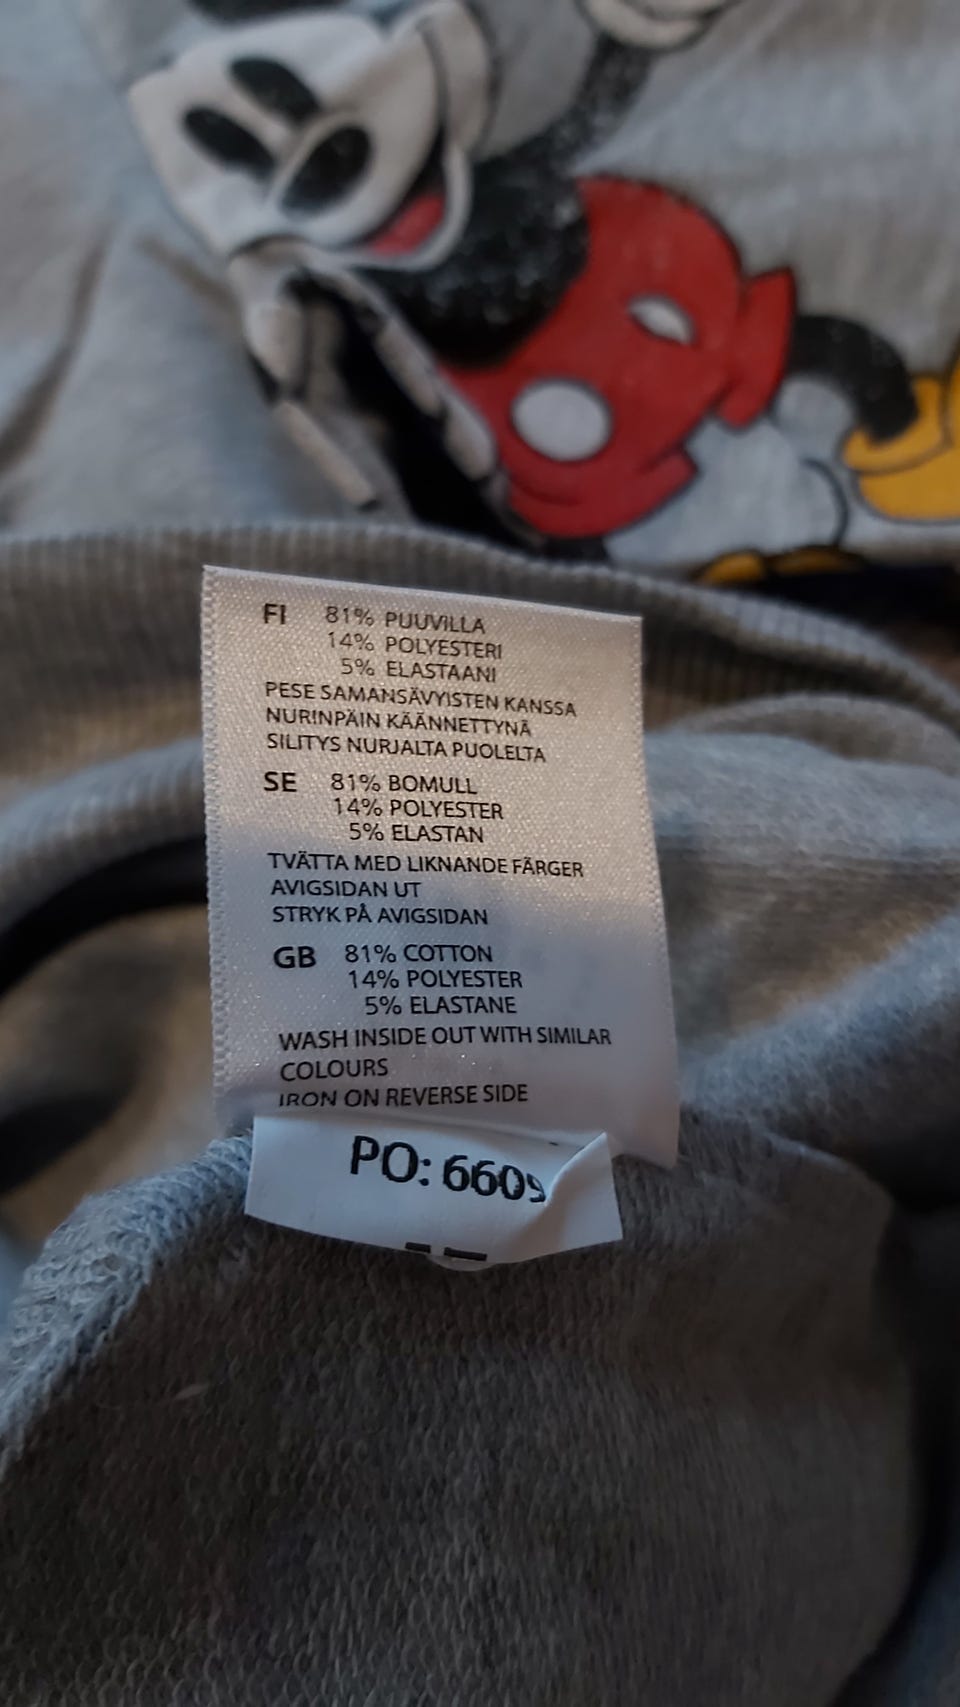 FI 81% PUUVILLA
14% POLYESTERI
5% ELASTAANI
PESE SAMANSÄVYISTEN KANSSA
NURINPÄIN KÄÄNNETTYNÄ
SILITYS NURJALTA PUOLELTA
SE 81% BOMULL
14% POLYESTER
5% ELASTAN
TVÄTTA MED LIKNANDE FÄRGER
AVIGSIDAN UT
STRYK PÅ AVIGSIDAN
GB 81% COTTON
14% POLYESTER
5% ELASTANE
WASH INSIDE OUT WITH SIMILAR
COLOURS
IRON ON REVERSE SIDE
PO: 6609